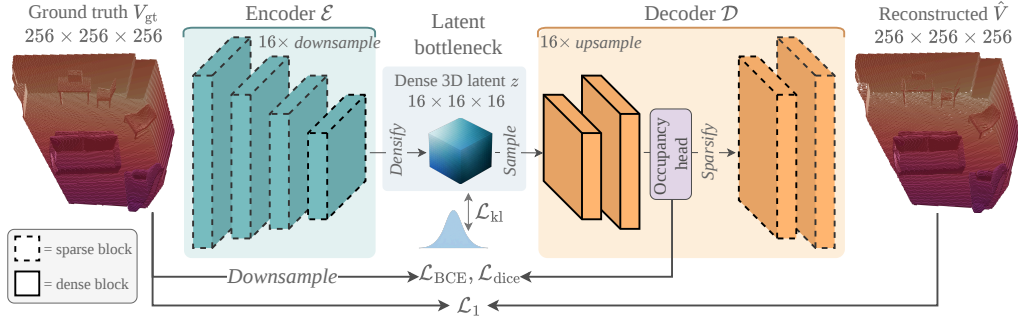 Ground truth V_gt
256 × 256 × 256
Encoder ℰ
16× downsample
Latent
bottleneck
Dense 3D latent z
16 × 16 × 16
Densify
Sample
ℒ_kl
Decoder 𝒟
16× upsample
Occupancy
head
Sparsify
Reconstructed V̂
256 × 256 × 256
= sparse block
= dense block
Downsample
ℒ_BCE, ℒ_dice
ℒ_1